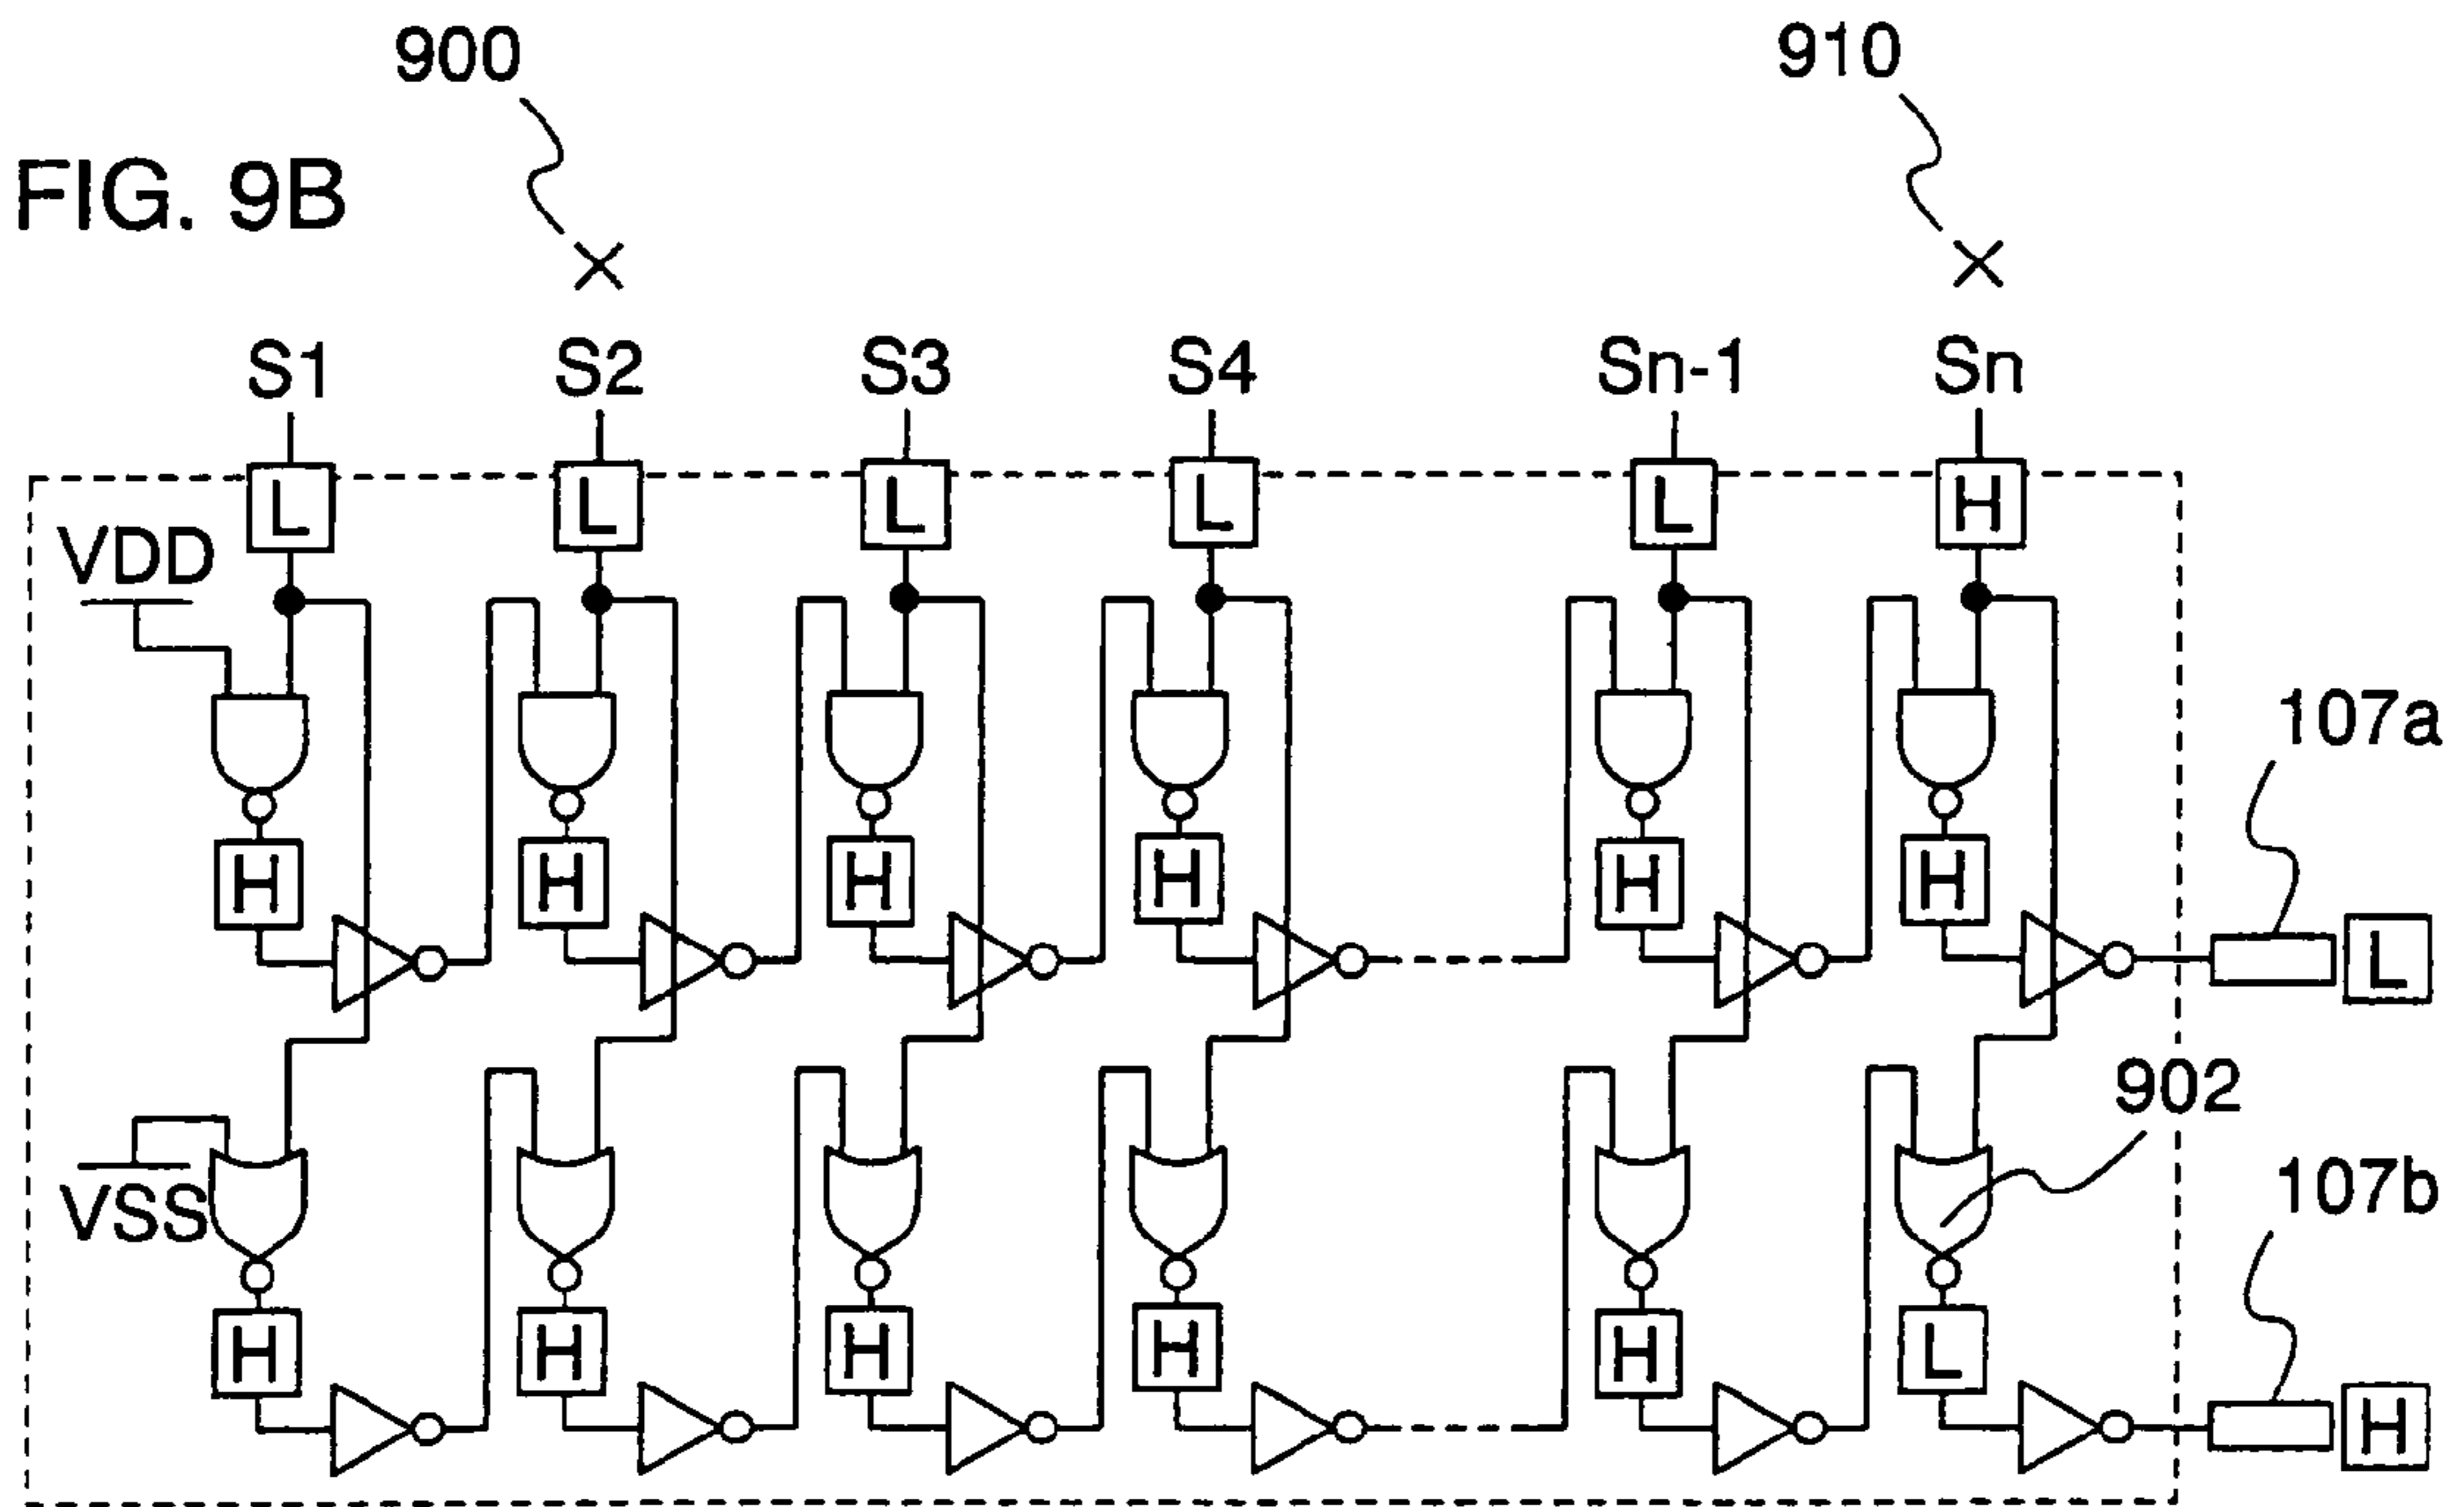 900 910
FIG. 9B
× ×
S1 S2 S3 S4 Sn-1 Sn
L L L L L H
VDD
107a
H H H H H H
L
902
VSS
107b
H H H H H L
H